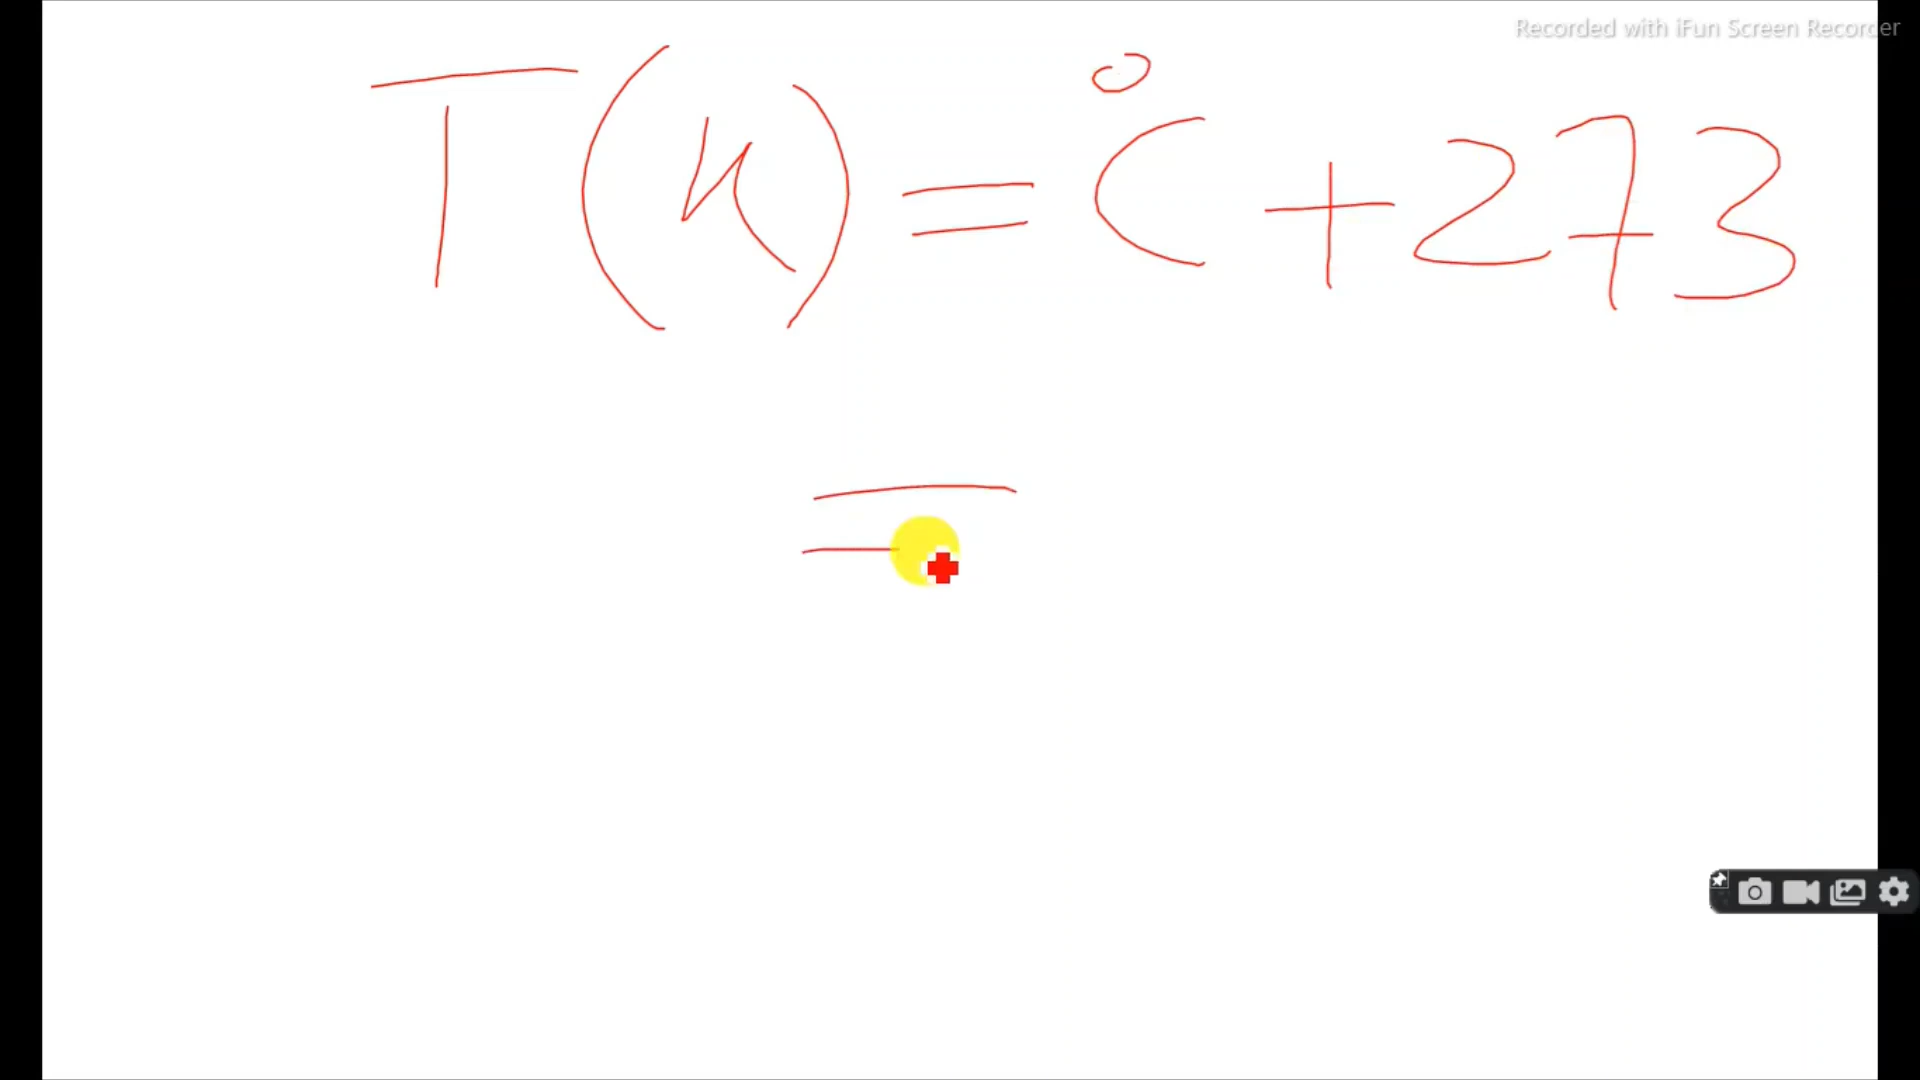 Recorded with iFun Screen Recorder
T(K) = °C + 273
=